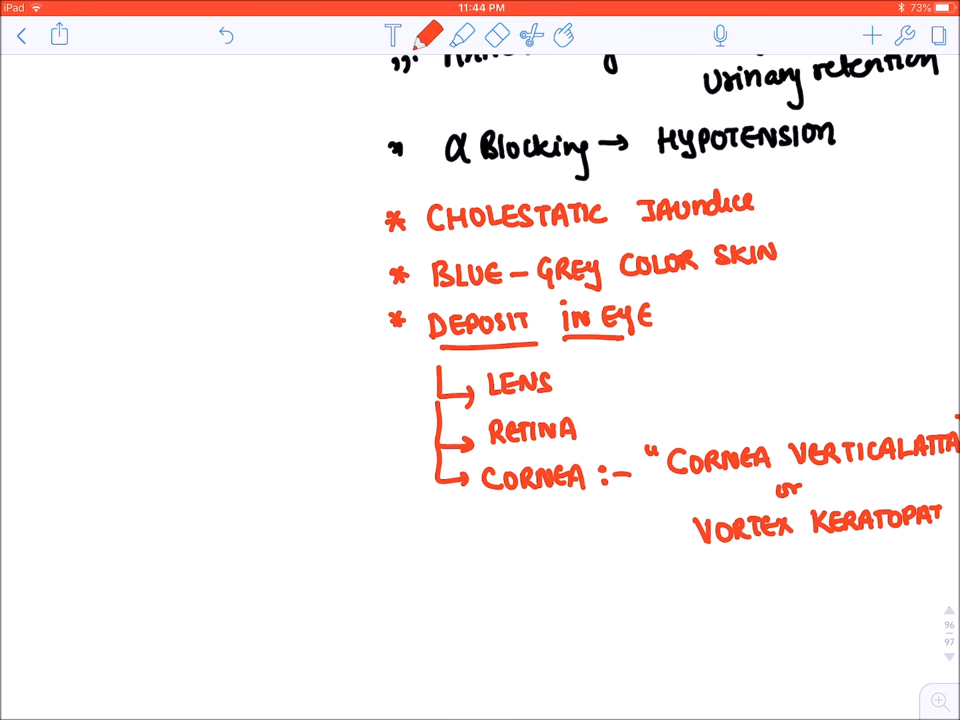 iPad 11:44 PM 73%
T
Urinary retention
* α Blocking → HYPOTENSION
* CHOLESTATIC JAUNDICE
* BLUE – GREY COLOR SKIN
* DEPOSIT IN EYE
→ LENS
→ RETINA
→ CORNEA :– " CORNEA VERTICALATTA
or
VORTEX KERATOPAT
96
97